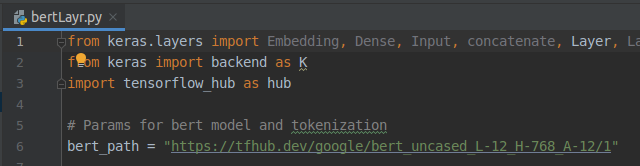 bertLayr.py ×
1 from keras.layers import Embedding, Dense, Input, concatenate, Layer, La
2 from keras import backend as K
3 import tensorflow_hub as hub
4
5 # Params for bert model and tokenization
6 bert_path = "https://tfhub.dev/google/bert_uncased_L-12_H-768_A-12/1"